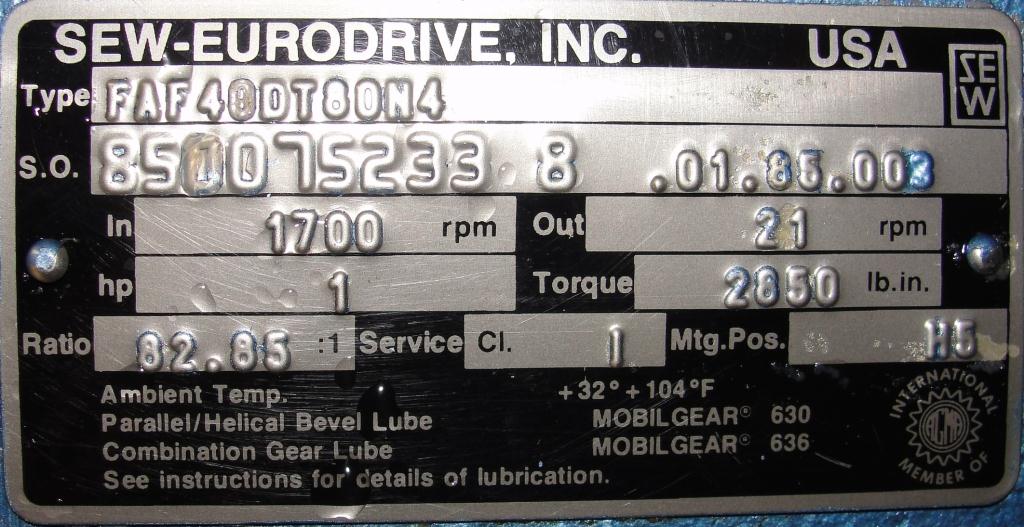 SEW-EURODRIVE, INC. USA
SEW
Type FAF40DT80N4
S.O. 850075233 8 .01.85.003
In 1700 rpm Out 21 rpm
hp 1 Torque 2850 lb.in.
Ratio 82.85 :1 Service Cl. 1 Mtg.Pos. H5
Ambient Temp. +32° +104°F
Parallel/Helical Bevel Lube MOBILGEAR® 630
Combination Gear Lube MOBILGEAR® 636
See instructions for details of lubrication.
INTERNATIONAL
AGMA
MEMBER OF